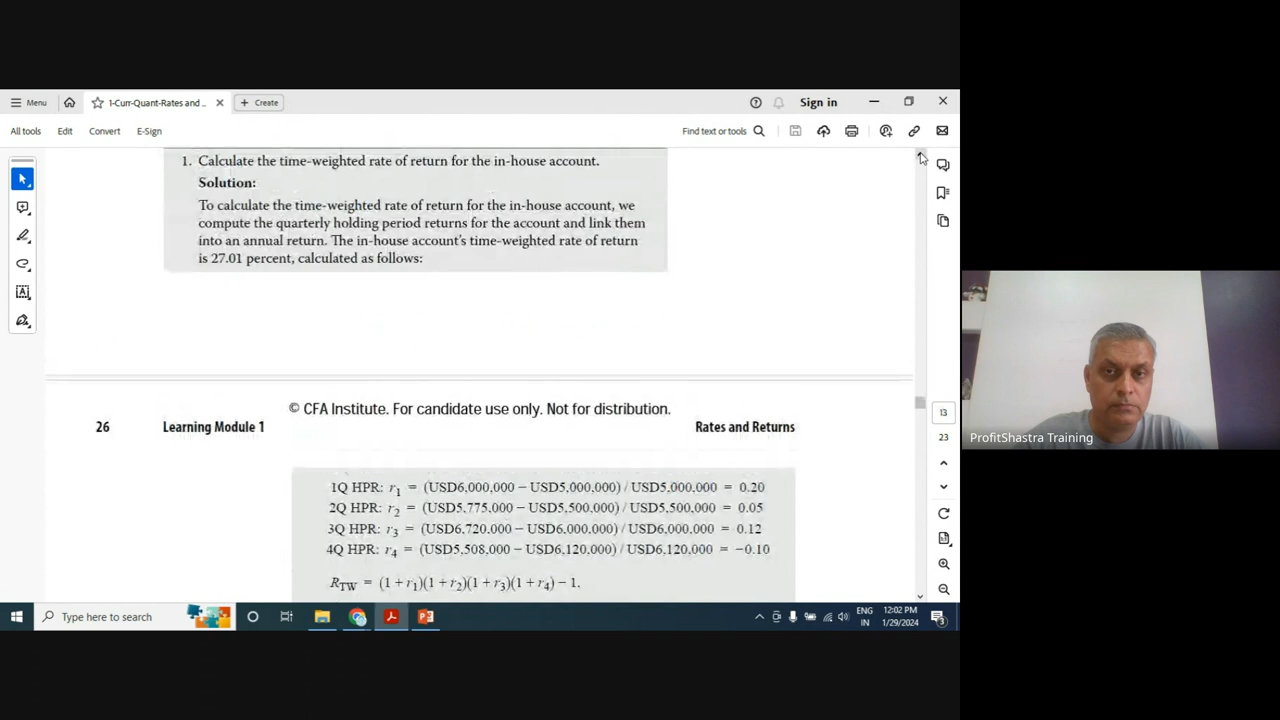 Menu
1-Curr-Quant-Rates and ...
Create
Sign in
All tools
Edit
Convert
E-Sign
Find text or tools
1. Calculate the time-weighted rate of return for the in-house account.
Solution:
To calculate the time-weighted rate of return for the in-house account, we
compute the quarterly holding period returns for the account and link them
into an annual return. The in-house account's time-weighted rate of return
is 27.01 percent, calculated as follows:
© CFA Institute. For candidate use only. Not for distribution.
26 Learning Module 1 Rates and Returns
1Q HPR: r1 = (USD6,000,000 − USD5,000,000) / USD5,000,000 = 0.20
2Q HPR: r2 = (USD5,775,000 − USD5,500,000) / USD5,500,000 = 0.05
3Q HPR: r3 = (USD6,720,000 − USD6,000,000) / USD6,000,000 = 0.12
4Q HPR: r4 = (USD5,508,000 − USD6,120,000) / USD6,120,000 = −0.10
RTW = (1 + r1)(1 + r2)(1 + r3)(1 + r4) − 1.
13
23
ProfitShastra Training
Type here to search
ENG
IN
12:02 PM
1/29/2024
3